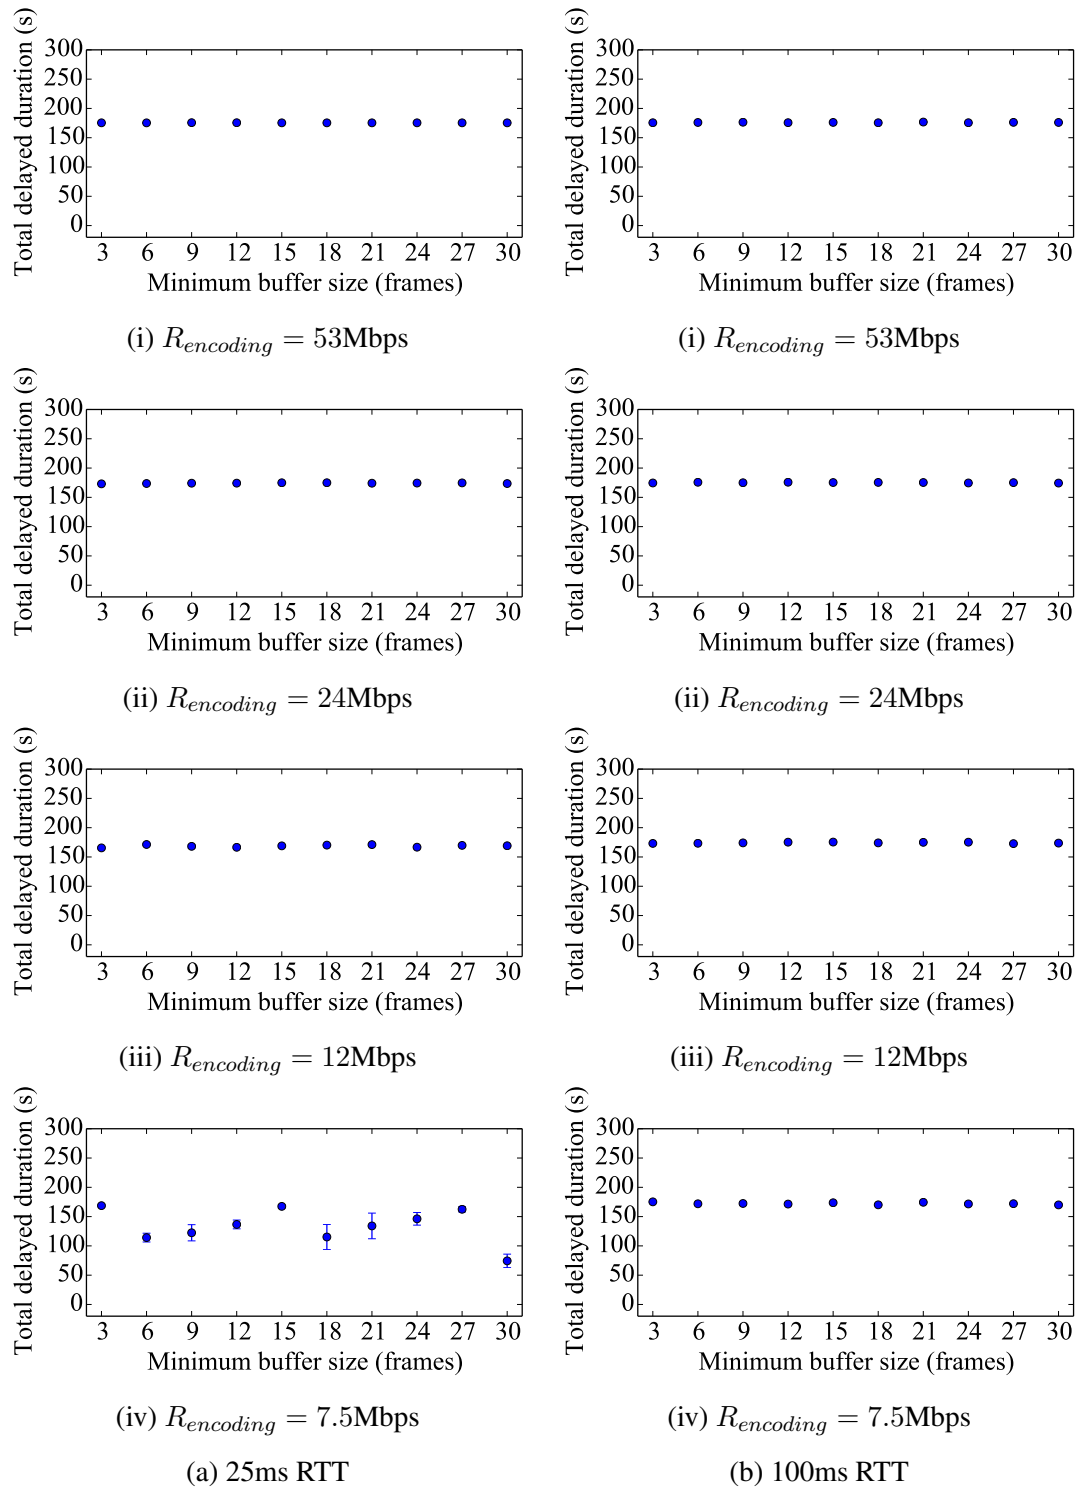 Total delayed duration (s)
300
250
200
150
100
50
0
3 6 9 12 15 18 21 24 27 30
Minimum buffer size (frames)
(i) R_encoding = 53Mbps
Total delayed duration (s)
300
250
200
150
100
50
0
3 6 9 12 15 18 21 24 27 30
Minimum buffer size (frames)
(i) R_encoding = 53Mbps
Total delayed duration (s)
300
250
200
150
100
50
0
3 6 9 12 15 18 21 24 27 30
Minimum buffer size (frames)
(ii) R_encoding = 24Mbps
Total delayed duration (s)
300
250
200
150
100
50
0
3 6 9 12 15 18 21 24 27 30
Minimum buffer size (frames)
(ii) R_encoding = 24Mbps
Total delayed duration (s)
300
250
200
150
100
50
0
3 6 9 12 15 18 21 24 27 30
Minimum buffer size (frames)
(iii) R_encoding = 12Mbps
Total delayed duration (s)
300
250
200
150
100
50
0
3 6 9 12 15 18 21 24 27 30
Minimum buffer size (frames)
(iii) R_encoding = 12Mbps
Total delayed duration (s)
300
250
200
150
100
50
0
3 6 9 12 15 18 21 24 27 30
Minimum buffer size (frames)
(iv) R_encoding = 7.5Mbps
Total delayed duration (s)
300
250
200
150
100
50
0
3 6 9 12 15 18 21 24 27 30
Minimum buffer size (frames)
(iv) R_encoding = 7.5Mbps
(a) 25ms RTT
(b) 100ms RTT